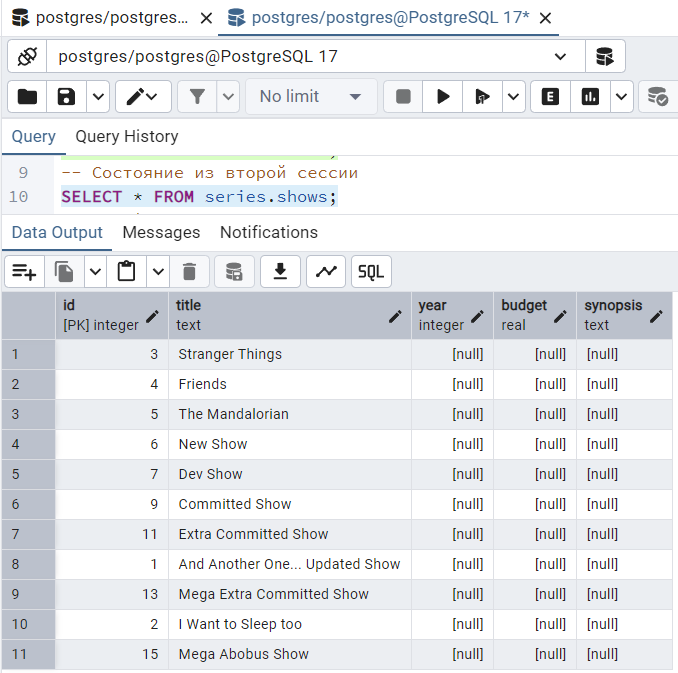 postgres/postgres... postgres/postgres@PostgreSQL 17*
postgres/postgres@PostgreSQL 17
No limit
E
Query Query History
9 -- Состояние из второй сессии
10 SELECT * FROM series.shows;
Data Output Messages Notifications
SQL
id title year budget synopsis
[PK] integer text integer real text
1 3 Stranger Things [null] [null] [null]
2 4 Friends [null] [null] [null]
3 5 The Mandalorian [null] [null] [null]
4 6 New Show [null] [null] [null]
5 7 Dev Show [null] [null] [null]
6 9 Committed Show [null] [null] [null]
7 11 Extra Committed Show [null] [null] [null]
8 1 And Another One... Updated Show [null] [null] [null]
9 13 Mega Extra Committed Show [null] [null] [null]
10 2 I Want to Sleep too [null] [null] [null]
11 15 Mega Abobus Show [null] [null] [null]